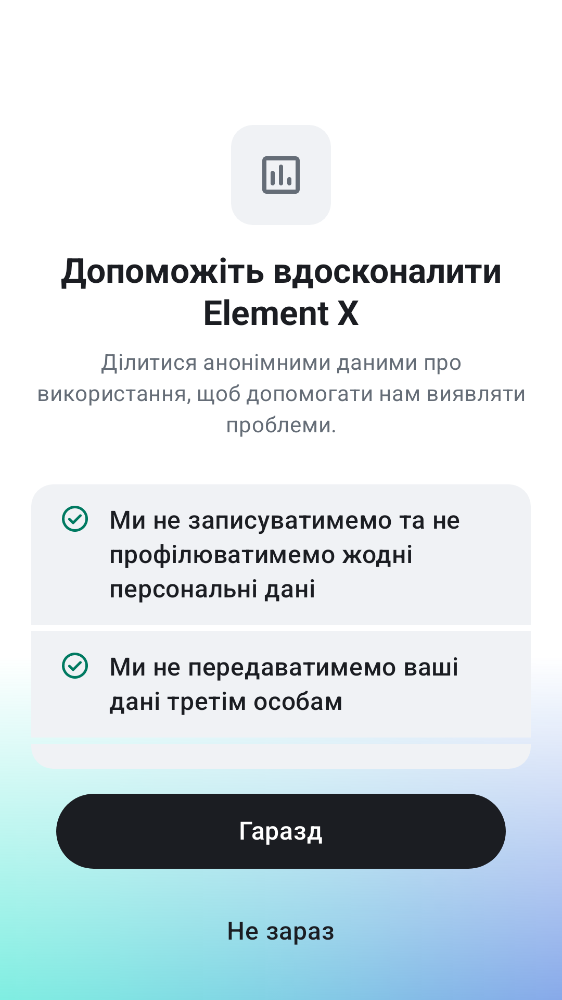 Допоможіть вдосконалити
Element X
Ділитися анонімними даними про
використання, щоб допомогати нам виявляти
проблеми.
Ми не записуватимемо та не
профілюватимемо жодні
персональні дані
Ми не передаватимемо ваші
дані третім особам
Гаразд
Не зараз